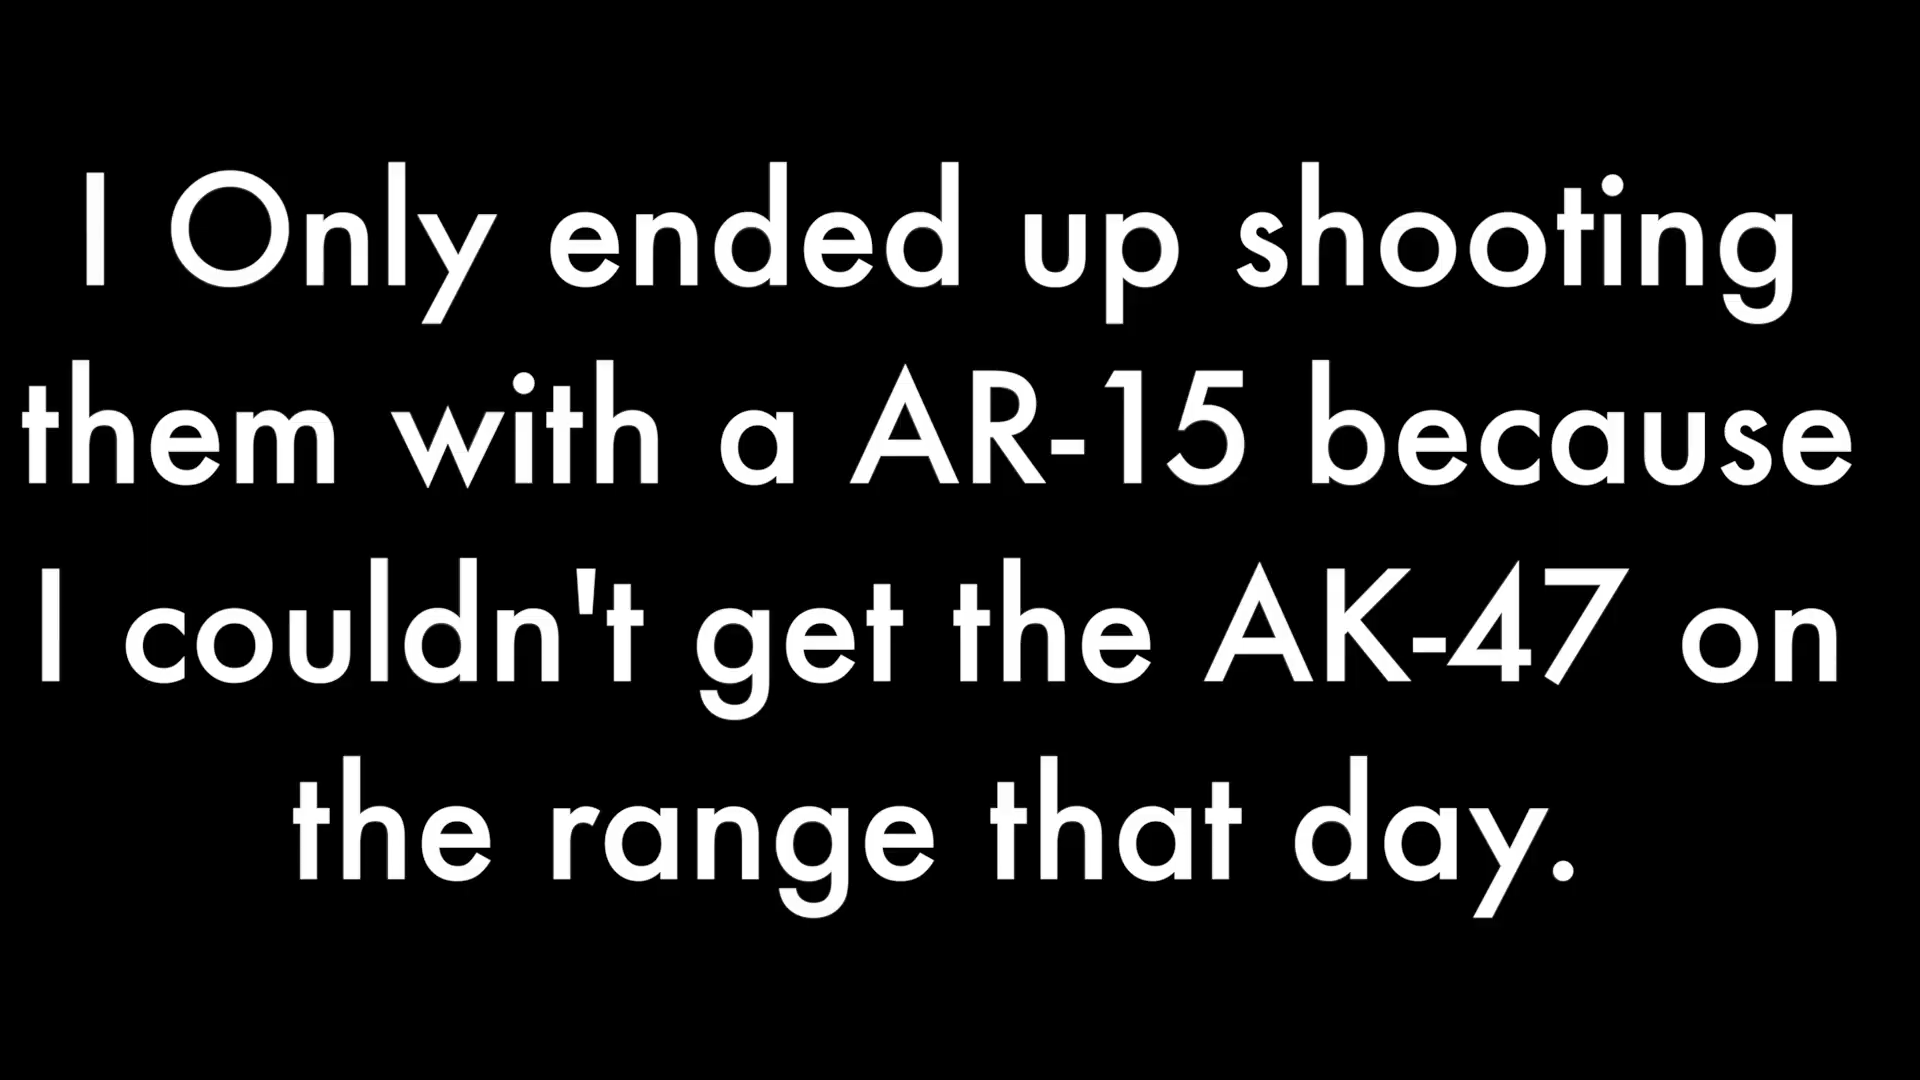 I Only ended up shooting
them with a AR-15 because
I couldn't get the AK-47 on
the range that day.